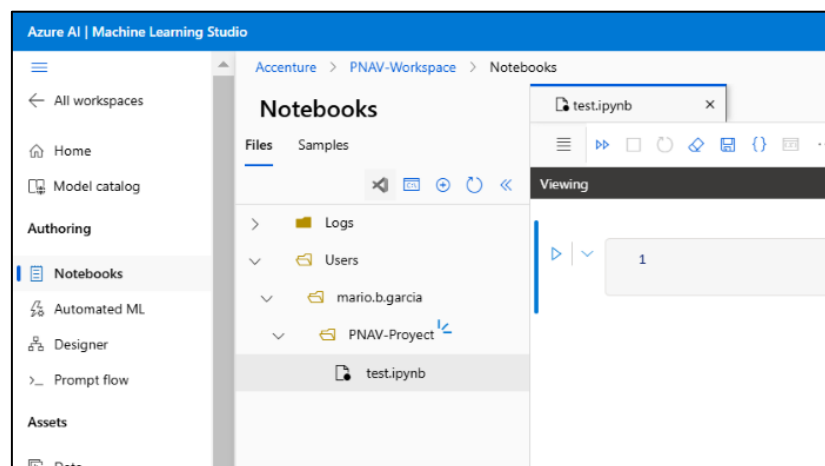 Azure AI | Machine Learning Studio
All workspaces
Home
Model catalog
Authoring
Notebooks
Automated ML
Designer
Prompt flow
Assets
Data
Accenture > PNAV-Workspace > Notebooks
Notebooks
Files Samples
Logs
Users
mario.b.garcia
PNAV-Proyect
test.ipynb
test.ipynb
Viewing
1